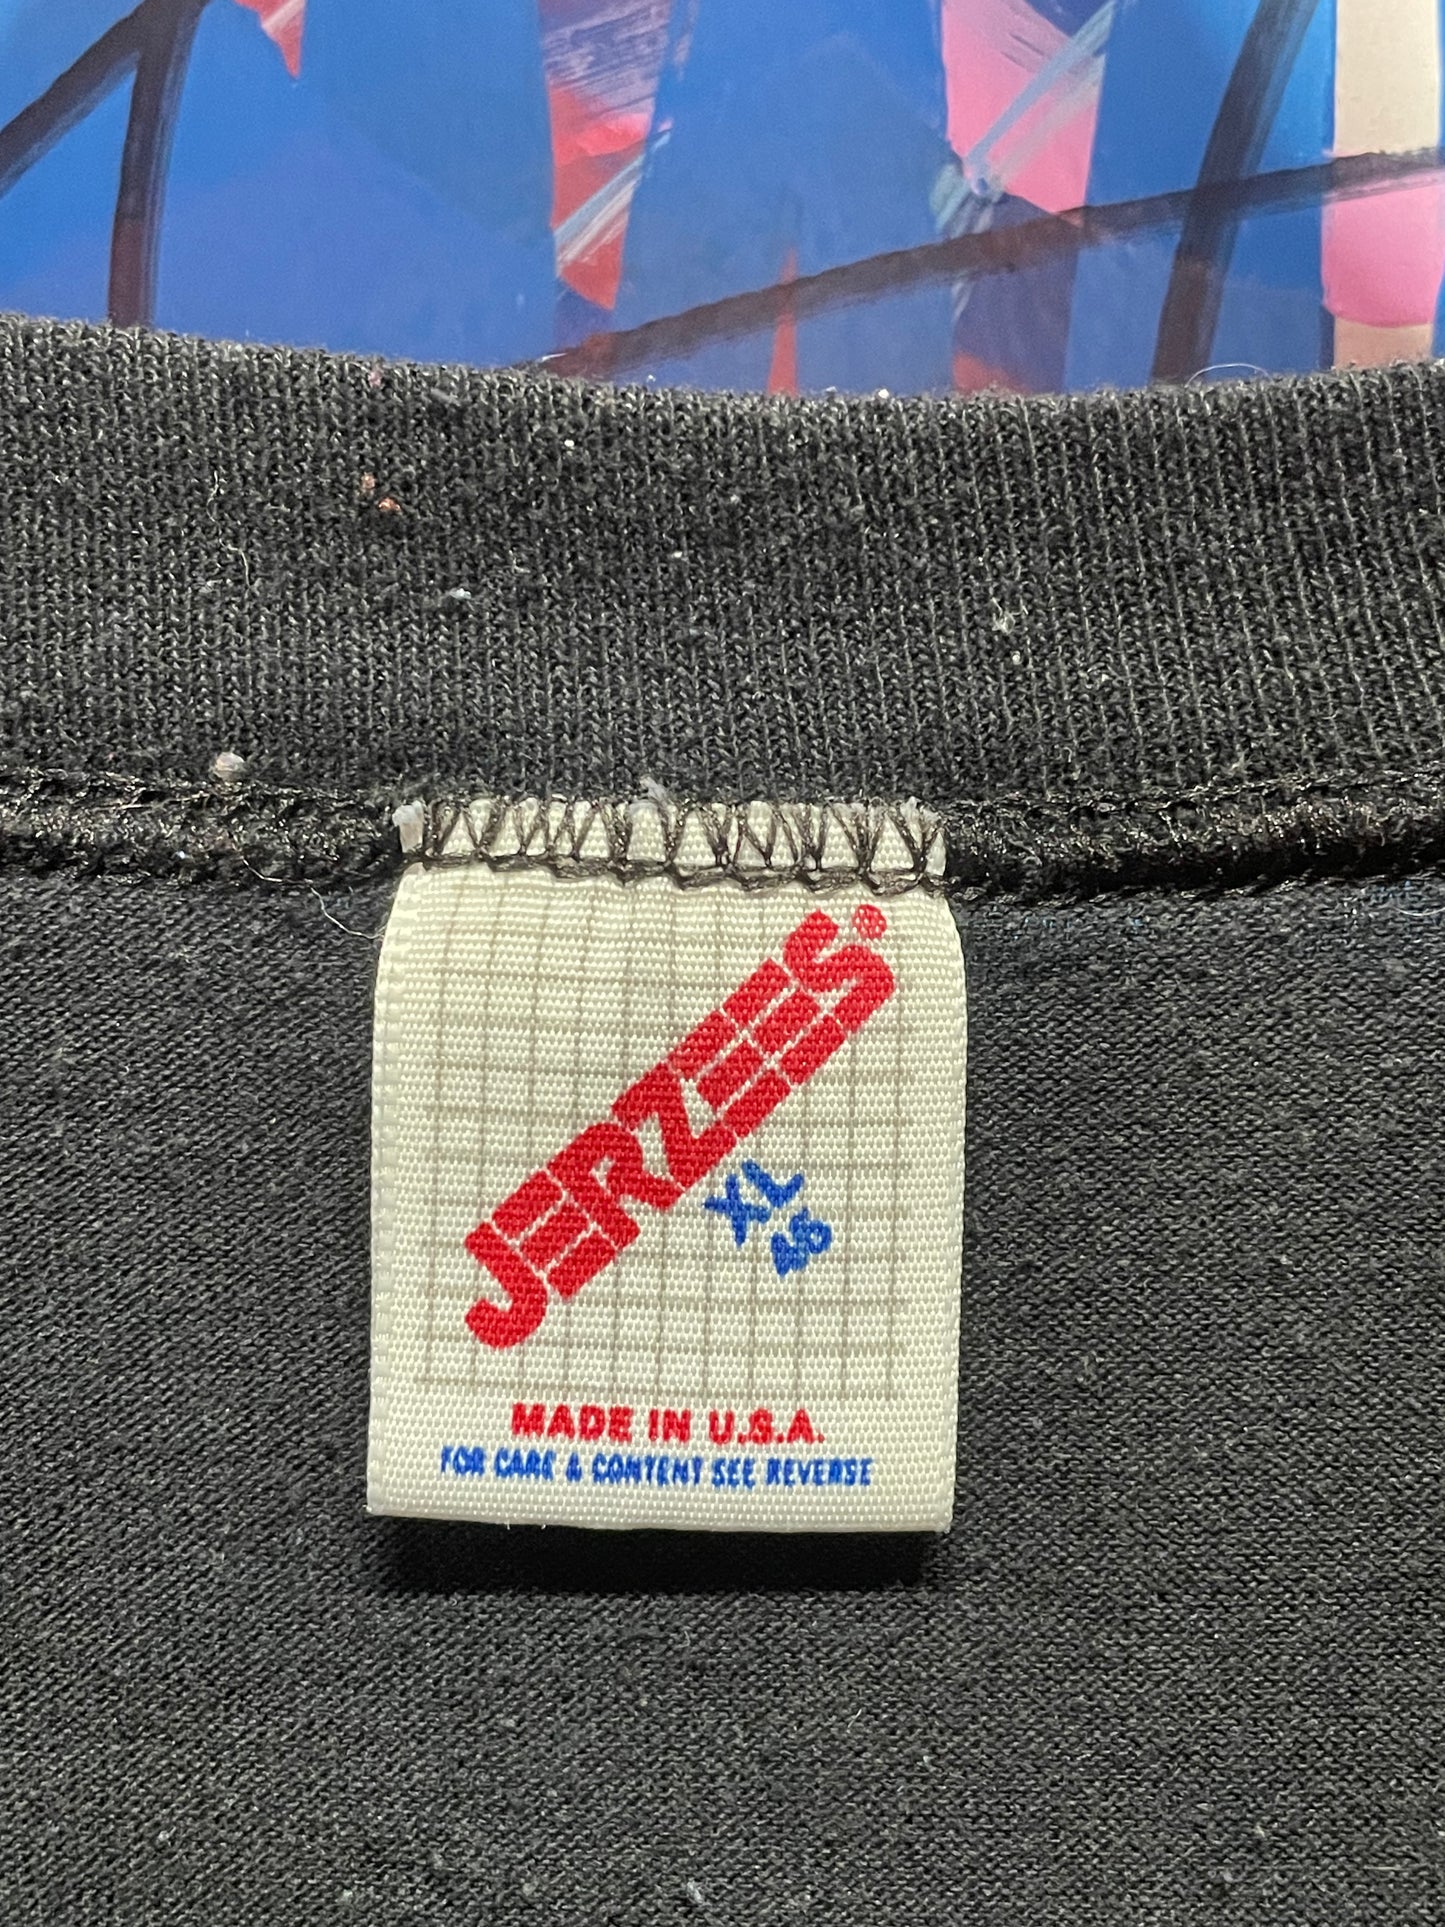 JERZEES®
XL
46
MADE IN U.S.A.
FOR CARE & CONTENT SEE REVERSE